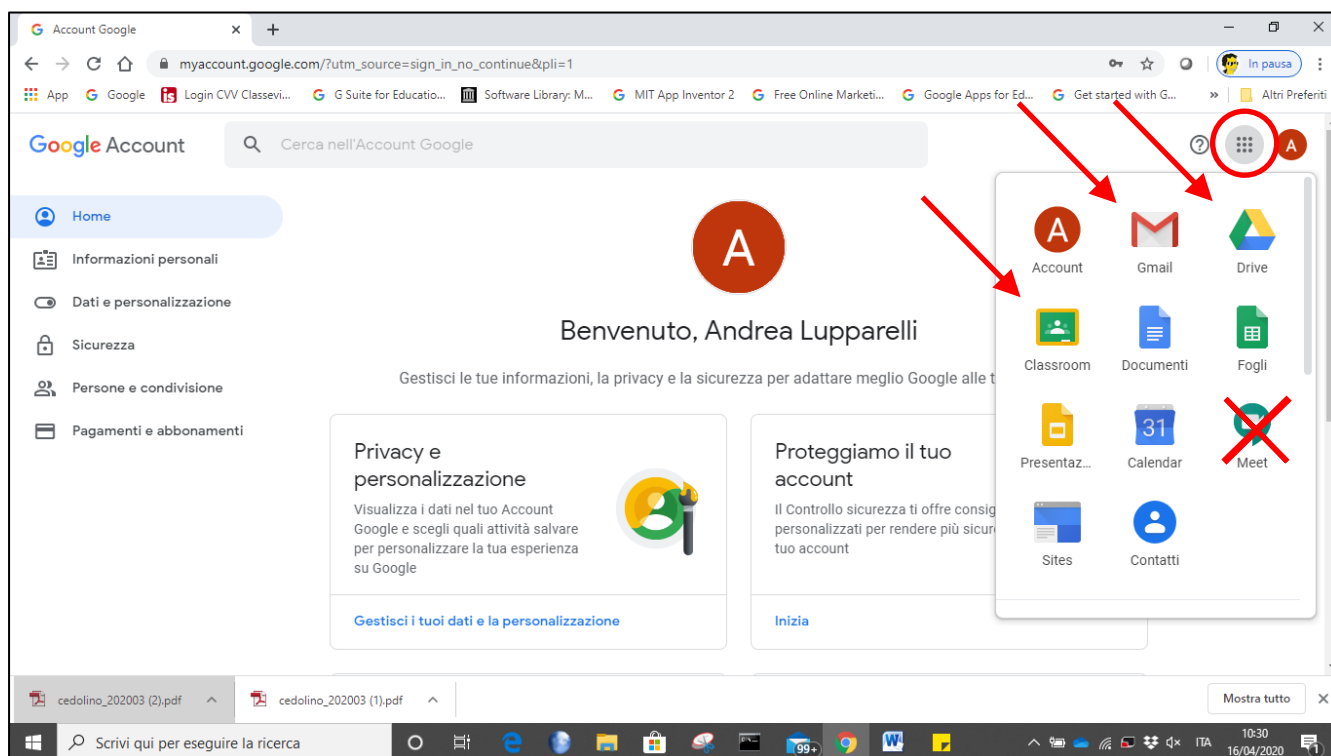 Account Google
myaccount.google.com/?utm_source=sign_in_no_continue&pli=1
In pausa
App
Google
Login CVV Classevi...
G Suite for Educatio...
Software Library: M...
MIT App Inventor 2
Free Online Marketi...
Google Apps for Ed...
Get started with G...
»
Altri Preferiti
Google Account
Cerca nell'Account Google
A
Home
Informazioni personali
Dati e personalizzazione
Sicurezza
Persone e condivisione
Pagamenti e abbonamenti
A
Benvenuto, Andrea Lupparelli
Gestisci le tue informazioni, la privacy e la sicurezza per adattare meglio Google alle t
Privacy e
personalizzazione
Visualizza i dati nel tuo Account
Google e scegli quali attività salvare
per personalizzare la tua esperienza
su Google
Gestisci i tuoi dati e la personalizzazione
Proteggiamo il tuo
account
Il Controllo sicurezza ti offre consig
personalizzati per rendere più sicur
tuo account
Inizia
A
Account
Gmail
Drive
Classroom
Documenti
Fogli
Presentaz...
31
Calendar
Meet
Sites
Contatti
cedolino_202003 (2).pdf
cedolino_202003 (1).pdf
Mostra tutto
Scrivi qui per eseguire la ricerca
99+
W
ITA
10:30
16/04/2020